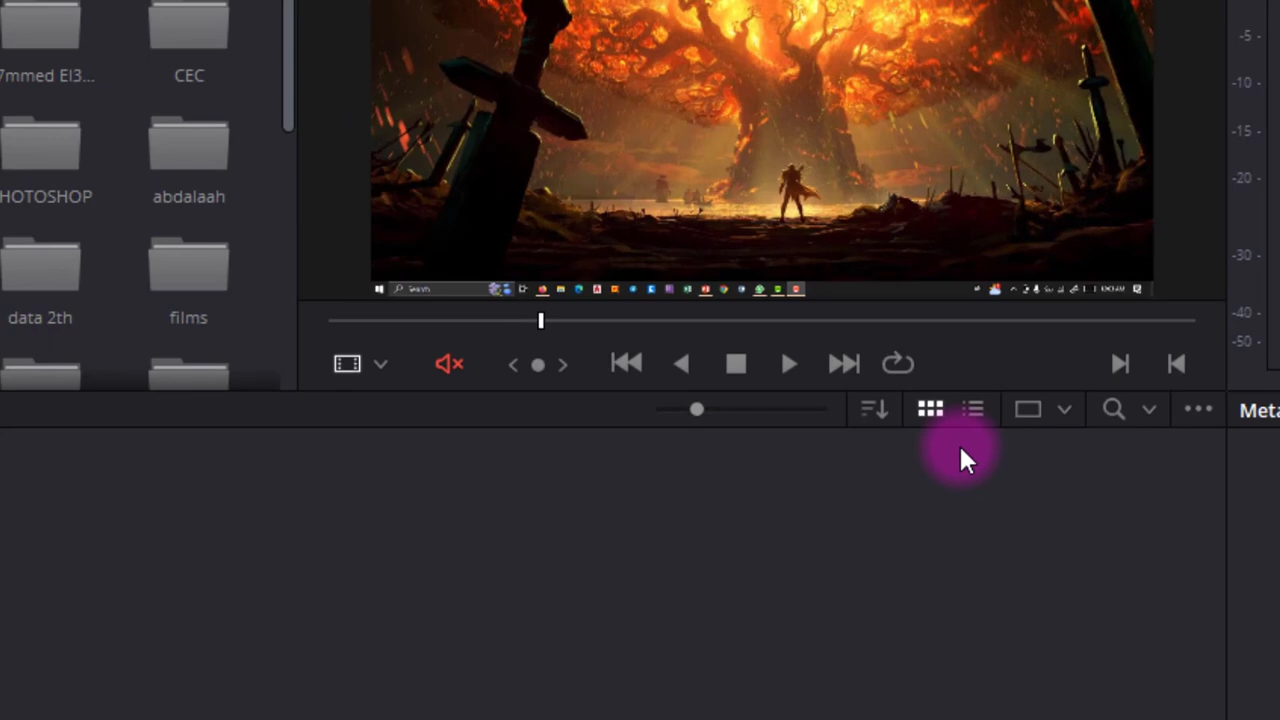 7mmed El3...
CEC
HOTOSHOP
abdalaah
data 2th
films
-5 -
-10 -
-15 -
-20 -
-30 -
-40 -
-50 -
Meta